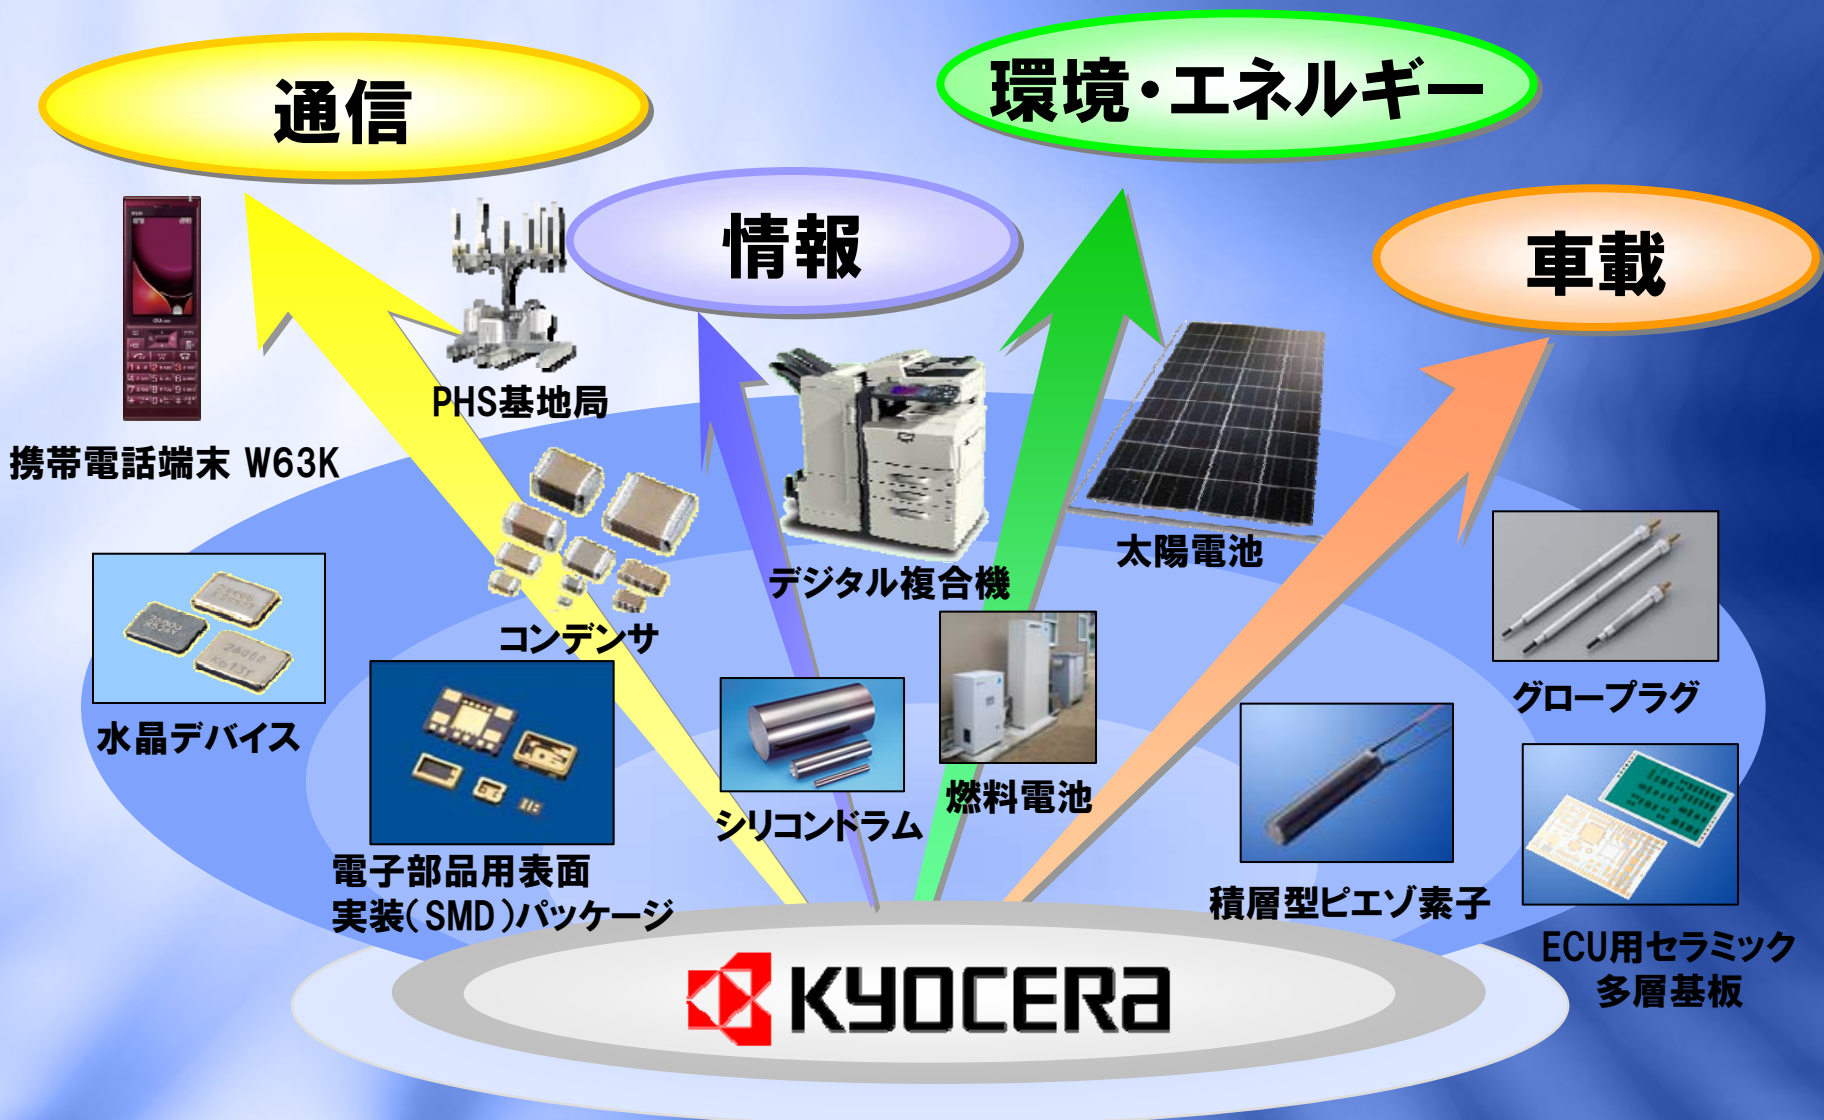 通信
環境・エネルギー
情報
車載
PHS基地局
携帯電話端末 W63K
太陽電池
デジタル複合機
コンデンサ
グロープラグ
水晶デバイス
燃料電池
シリコンドラム
電子部品用表面
実装(SMD)パッケージ
積層型ピエゾ素子
ECU用セラミック
多層基板
KYOCERA